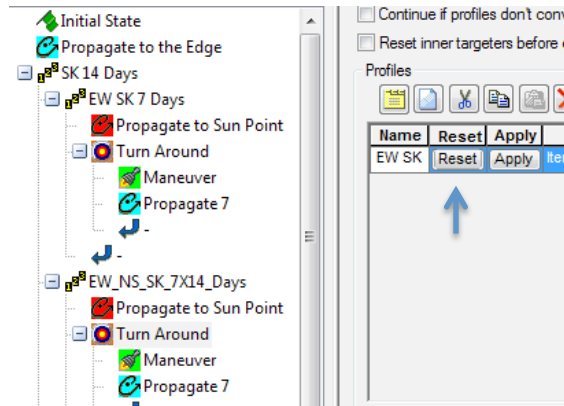 Initial State
Propagate to the Edge
SK 14 Days
EW SK 7 Days
Propagate to Sun Point
Turn Around
Maneuver
Propagate 7
-
-
EW_NS_SK_7X14_Days
Propagate to Sun Point
Turn Around
Maneuver
Propagate 7
Continue if profiles don't conv
Reset inner targeters before
Profiles
Name Reset Apply
EW SK Reset Apply Iter